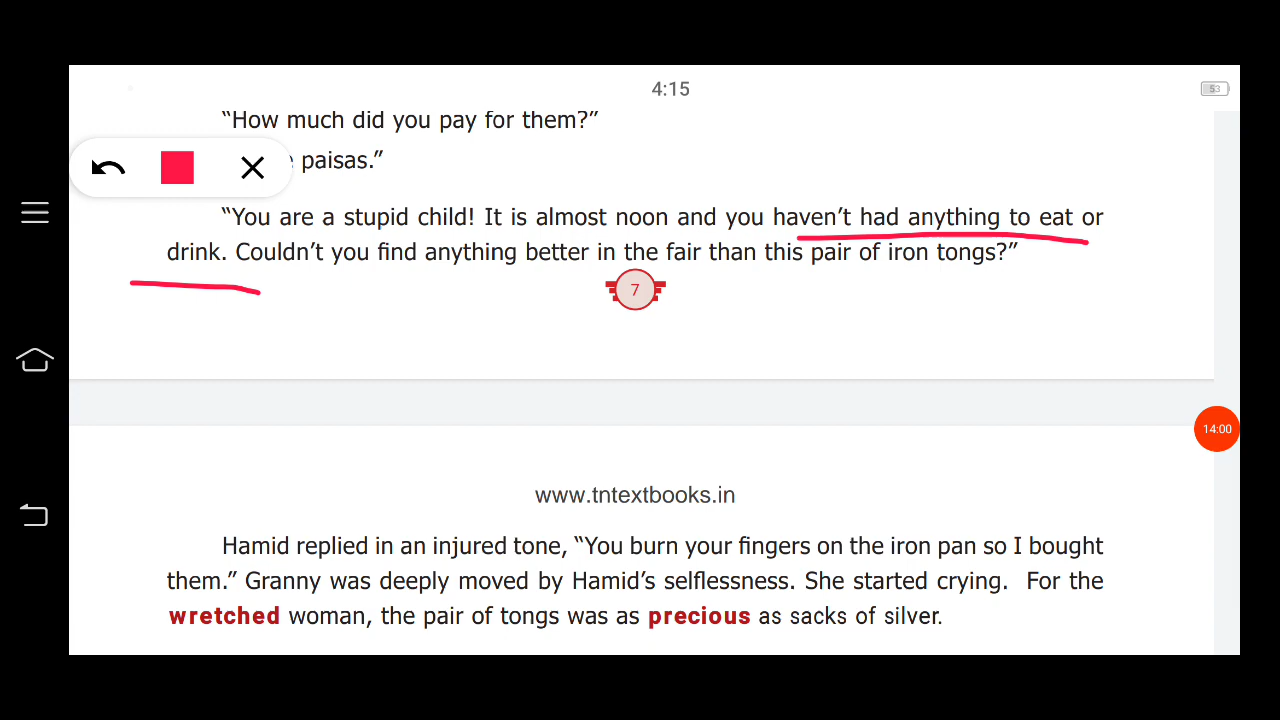 4:15
53
“How much did you pay for them?”
paisas.”
“You are a stupid child! It is almost noon and you haven’t had anything to eat or
drink. Couldn’t you find anything better in the fair than this pair of iron tongs?”
7
14:00
www.tntextbooks.in
Hamid replied in an injured tone, “You burn your fingers on the iron pan so I bought
them.” Granny was deeply moved by Hamid’s selflessness. She started crying. For the
wretched woman, the pair of tongs was as precious as sacks of silver.